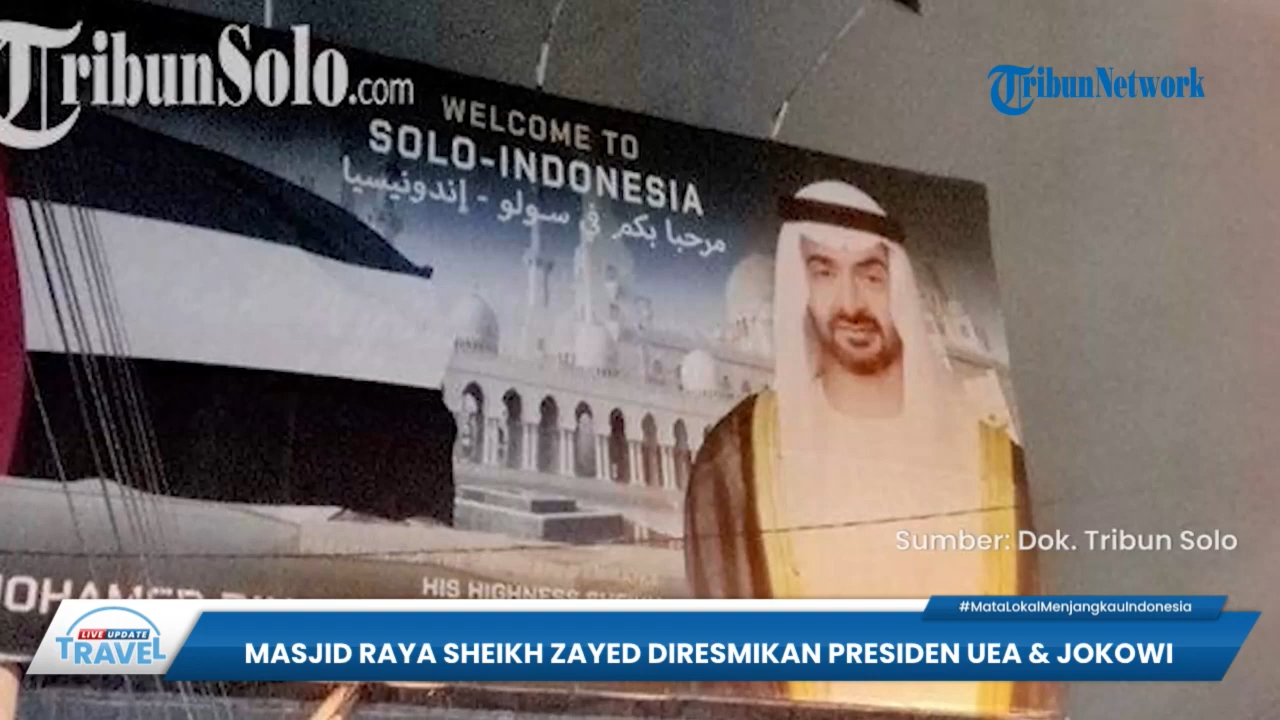 TribunSolo.com
TribunNetwork
WELCOME TO
SOLO-INDONESIA
مرحبا بكم في سولو - إندونيسيا
Sumber: Dok. Tribun Solo
HIS HIGHNESS SHEIKH
#MataLokalMenjangkauIndonesia
LIVE UPDATE
TRAVEL
MASJID RAYA SHEIKH ZAYED DIRESMIKAN PRESIDEN UEA & JOKOWI